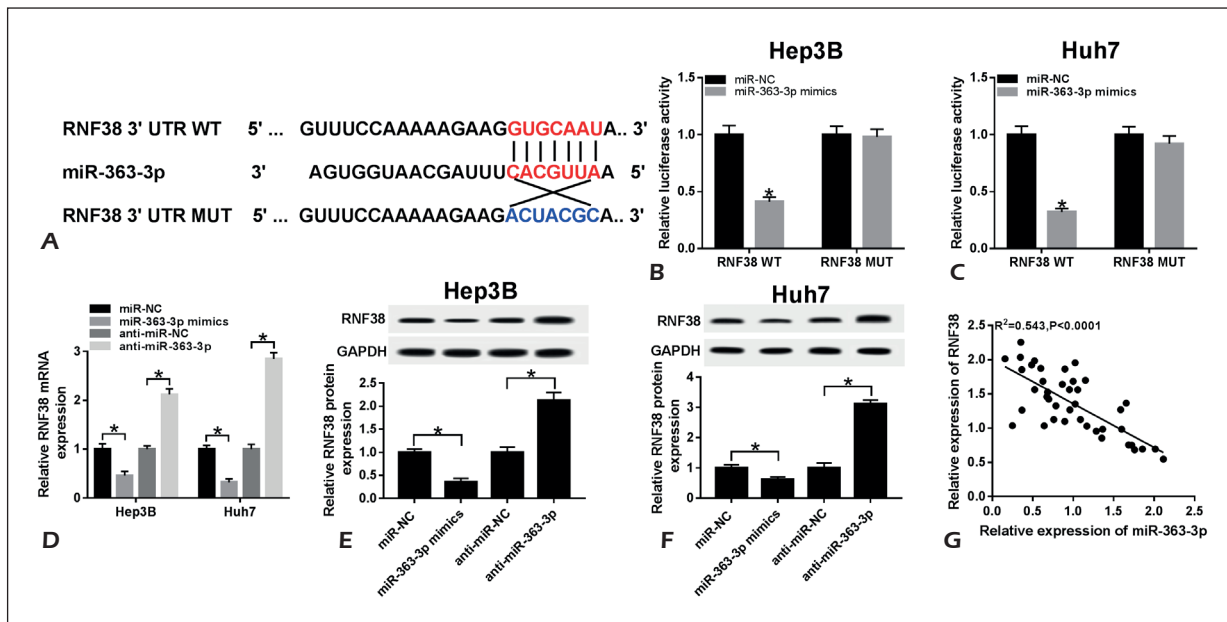 RNF38 3' UTR WT 5' ... GUUUCCAAAAAGAAGGUGCAAUA.. 3'
miR-363-3p 3' AGUGGUAACGAUUUCACGUUAA 5'
RNF38 3' UTR MUT 5' ... GUUUCCAAAAAGAAGACUACGCA.. 3'
A
Hep3B
miR-NC
miR-363-3p mimics
Relative luciferase activity
1.5
1.0
0.5
0.0
*
RNF38 WT RNF38 MUT
B
Huh7
miR-NC
miR-363-3p mimics
Relative luciferase activity
1.5
1.0
0.5
0.0
*
RNF38 WT RNF38 MUT
C
miR-NC
miR-363-3p mimics
anti-miR-NC
anti-miR-363-3p
Relative RNF38 mRNA
expression
3
2
1
0
* * * *
Hep3B Huh7
D
Hep3B
RNF38
GAPDH
Relative RNF38 protein
expression
2.5
2.0
1.5
1.0
0.5
0.0
* *
miR-NC
miR-363-3p mimics
anti-miR-NC
anti-miR-363-3p
E
Huh7
RNF38
GAPDH
Relative RNF38 protein
expression
4
3
2
1
0
* *
miR-NC
miR-363-3p mimics
anti-miR-NC
anti-miR-363-3p
F
R2=0.543,P<0.0001
Relative expression of RNF38
2.5
2.0
1.5
1.0
0.5
0.0
0.0 0.5 1.0 1.5 2.0 2.5
Relative expression of miR-363-3p
G